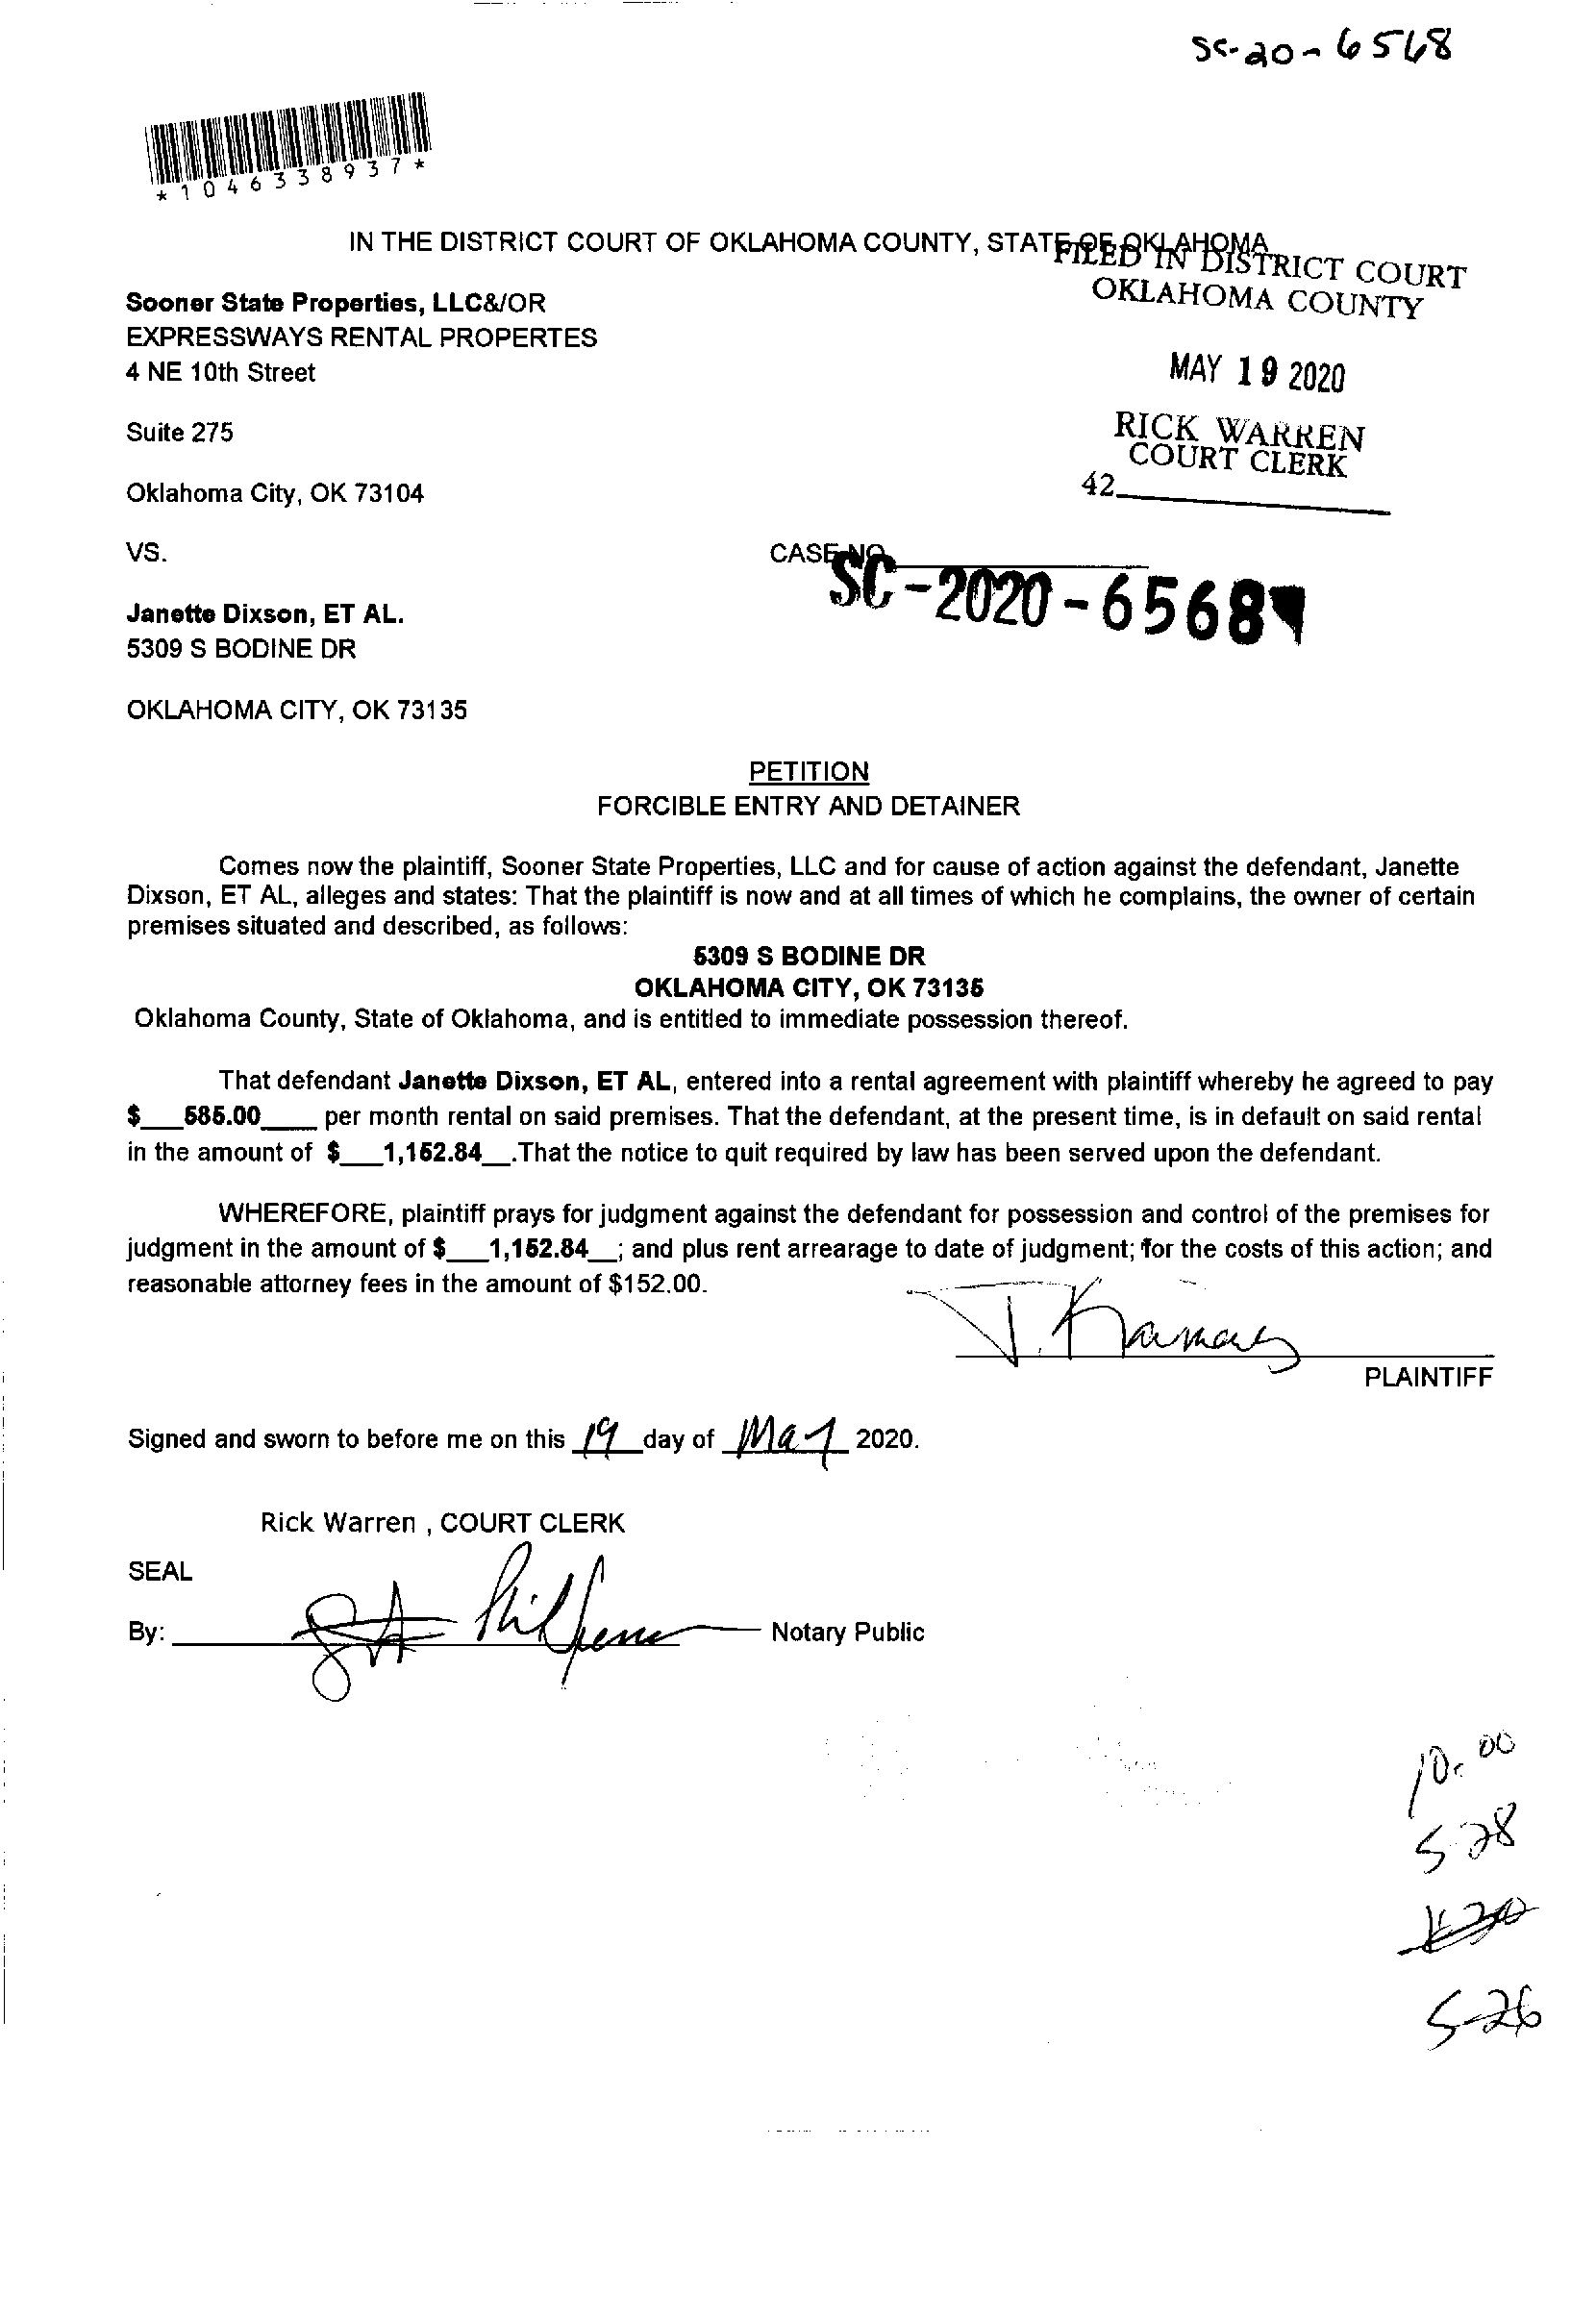 SC-20-6568
*1046338937*
IN THE DISTRICT COURT OF OKLAHOMA COUNTY, STATE OF OKLAHOMA
FILED IN DISTRICT COURT
OKLAHOMA COUNTY
Sooner State Properties, LLC&/OR
EXPRESSWAYS RENTAL PROPERTES
4 NE 10th Street
MAY 19 2020
Suite 275
RICK WARREN
COURT CLERK
Oklahoma City, OK 73104
42
VS.
CASE NO
SC-2020-6568
Janette Dixson, ET AL.
5309 S BODINE DR
OKLAHOMA CITY, OK 73135
PETITION
FORCIBLE ENTRY AND DETAINER
Comes now the plaintiff, Sooner State Properties, LLC and for cause of action against the defendant, Janette
Dixson, ET AL, alleges and states: That the plaintiff is now and at all times of which he complains, the owner of certain
premises situated and described, as follows:
5309 S BODINE DR
OKLAHOMA CITY, OK 73135
Oklahoma County, State of Oklahoma, and is entitled to immediate possession thereof.
That defendant Janette Dixson, ET AL, entered into a rental agreement with plaintiff whereby he agreed to pay
$___585.00____ per month rental on said premises. That the defendant, at the present time, is in default on said rental
in the amount of $___1,152.84__.That the notice to quit required by law has been served upon the defendant.
WHEREFORE, plaintiff prays for judgment against the defendant for possession and control of the premises for
judgment in the amount of $___1,152.84__; and plus rent arrearage to date of judgment; for the costs of this action; and
reasonable attorney fees in the amount of $152.00.
PLAINTIFF
Signed and sworn to before me on this 19 day of May 2020.
Rick Warren , COURT CLERK
SEAL
By: Notary Public
10.00
5-28
5-26